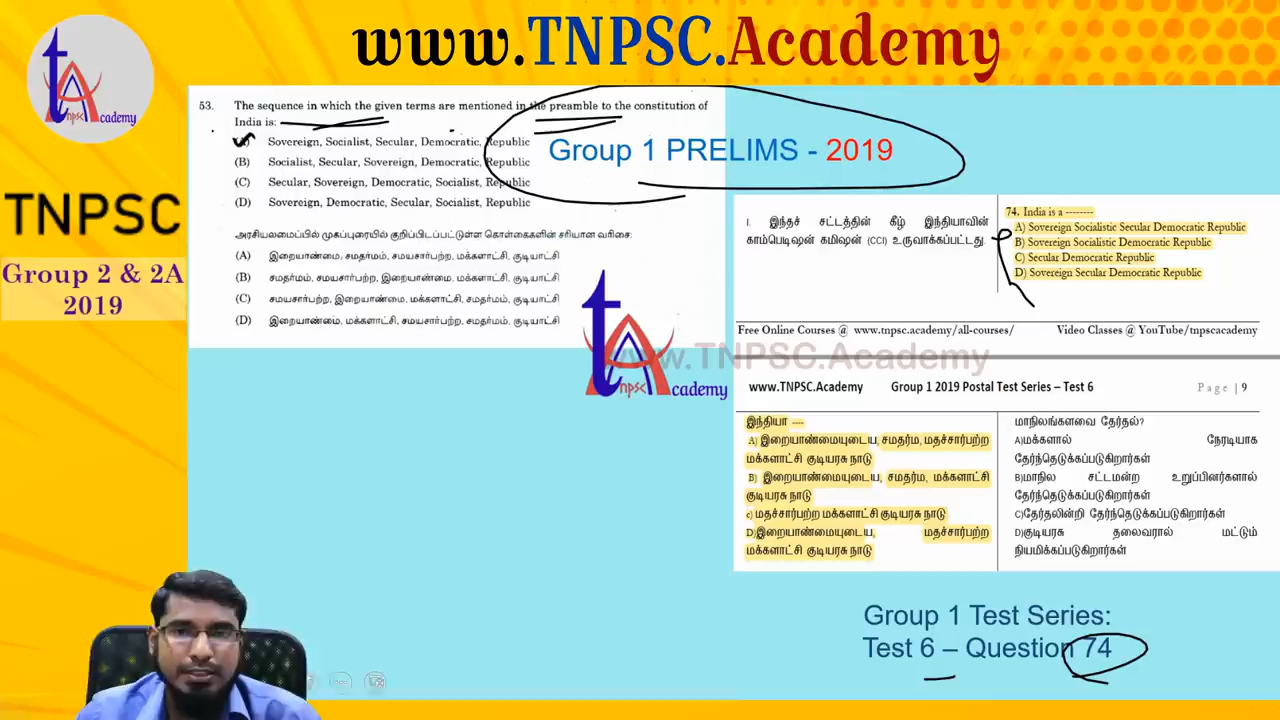 www.TNPSC.Academy
tA
Tnpsc
cademy
TNPSC
Group 2 & 2A
2019
53. The sequence in which the given terms are mentioned in the preamble to the constitution of
India is:
(A) Sovereign, Socialist, Secular, Democratic, Republic
(B) Socialist, Secular, Sovereign, Democratic, Republic
(C) Secular, Sovereign, Democratic, Socialist, Republic
(D) Sovereign, Democratic, Secular, Socialist, Republic
அரசியலமைப்பில் முகப்புரையில் குறிப்பிடப்பட்டுள்ள கொள்கைகளின் சரியான வரிசை:
(A) இறையாண்மை, சமதர்மம், சமயசார்பற்ற, மக்களாட்சி, குடியாட்சி
(B) சமதர்மம், சமயசார்பற்ற, இறையாண்மை, மக்களாட்சி, குடியாட்சி
(C) சமயசார்பற்ற, இறையாண்மை, மக்களாட்சி, சமதர்மம், குடியாட்சி
(D) இறையாண்மை, மக்களாட்சி, சமயசார்பற்ற, சமதர்மம், குடியாட்சி
Group 1 PRELIMS - 2019
I. இந்தச் சட்டத்தின் கீழ் இந்தியாவின்
காம்பெடிஷன் கமிஷன் (CCI) உருவாக்கப்பட்டது.
74. India is a --------
A) Sovereign Socialistic Secular Democratic Republic
B) Sovereign Socialistic Democratic Republic
C) Secular Democratic Republic
D) Sovereign Secular Democratic Republic
Free Online Courses @ www.tnpsc.academy/all-courses/ Video Classes @ YouTube/tnpscacademy
www.TNPSC.Academy
tA
Tnpsc
cademy
www.TNPSC.Academy Group 1 2019 Postal Test Series – Test 6 Page | 9
இந்தியா ----
A) இறையாண்மையுடைய, சமதர்ம, மதச்சார்பற்ற
மக்களாட்சி குடியரசு நாடு
B) இறையாண்மையுடைய, சமதர்ம, மக்களாட்சி
குடியரசு நாடு
c) மதச்சார்பற்ற மக்களாட்சி குடியரசு நாடு
D)இறையாண்மையுடைய, மதச்சார்பற்ற
மக்களாட்சி குடியரசு நாடு
மாநிலங்களவை தேர்தல்?
A)மக்களால் நேரடியாக
தேர்ந்தெடுக்கப்படுகிறார்கள்
B)மாநில சட்டமன்ற உறுப்பினர்களால்
தேர்ந்தெடுக்கப்படுகிறார்கள்
C)தேர்தலின்றி தேர்ந்தெடுக்கப்படுகிறார்கள்
D)குடியரசு தலைவரால் மட்டும்
நியமிக்கப்படுகிறார்கள்
Group 1 Test Series:
Test 6 – Question 74